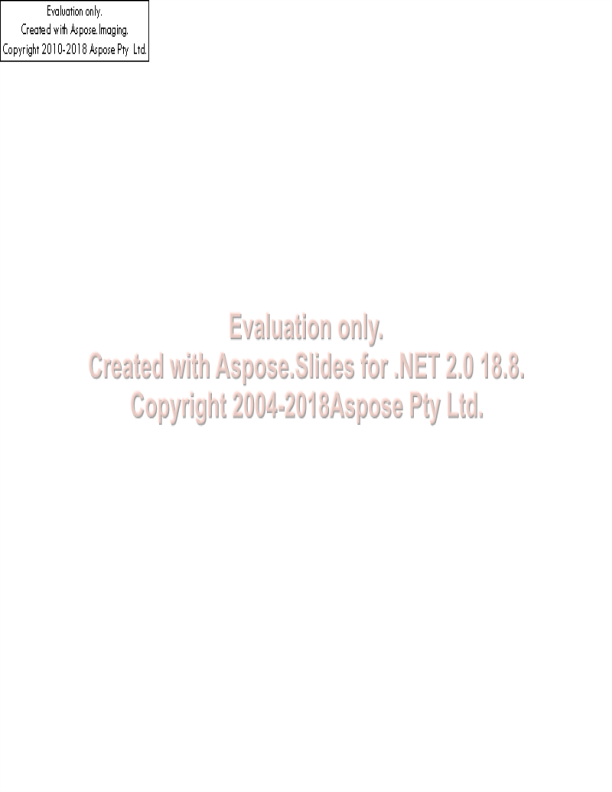 Evaluation only.
Created with Aspose.Imaging.
Copyright 2010-2018 Aspose Pty Ltd.
Evaluation only.
Created with Aspose.Slides for .NET 2.0 18.8.
Copyright 2004-2018Aspose Pty Ltd.